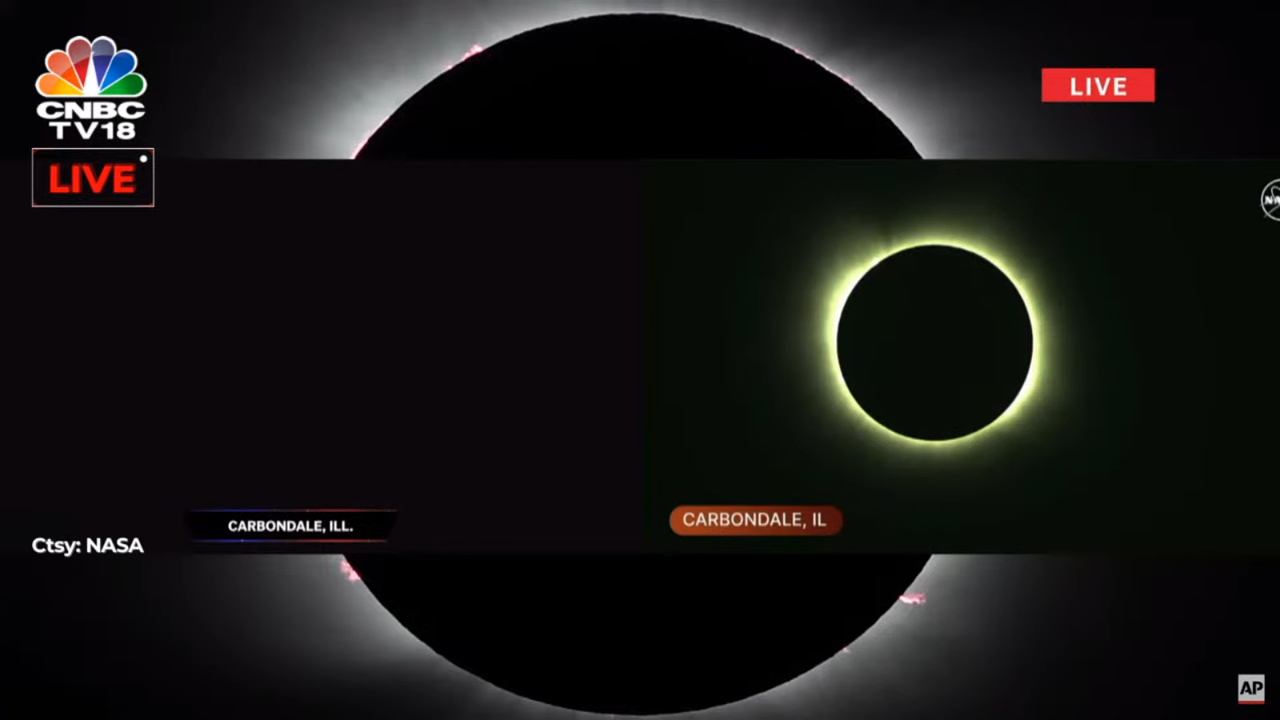 CNBC
TV18
LIVE
LIVE
CARBONDALE, ILL.
CARBONDALE, IL
Ctsy: NASA
AP